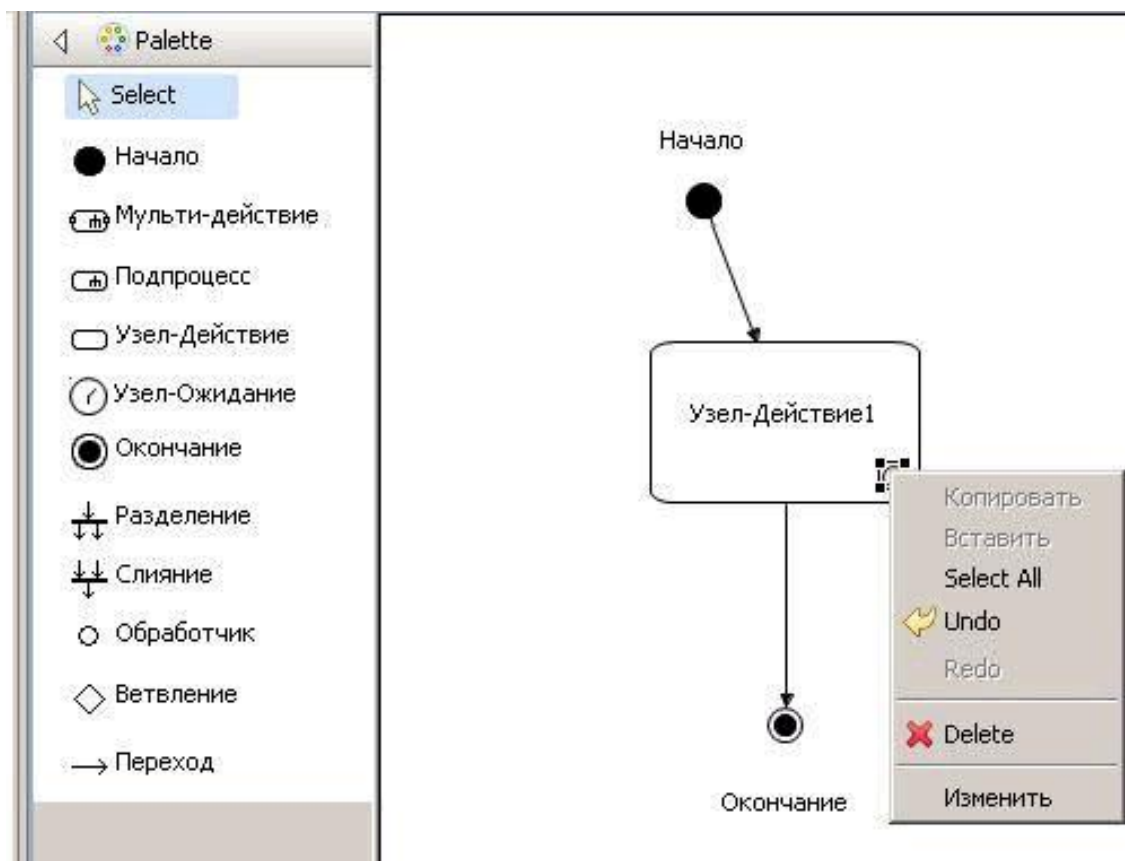 Palette
Select
Начало
Мульти-действие
Подпроцесс
Узел-Действие
Узел-Ожидание
Окончание
Разделение
Слияние
Обработчик
Ветвление
Переход
Начало
Узел-Действие1
Окончание
Копировать
Вставить
Select All
Undo
Redo
Delete
Изменить